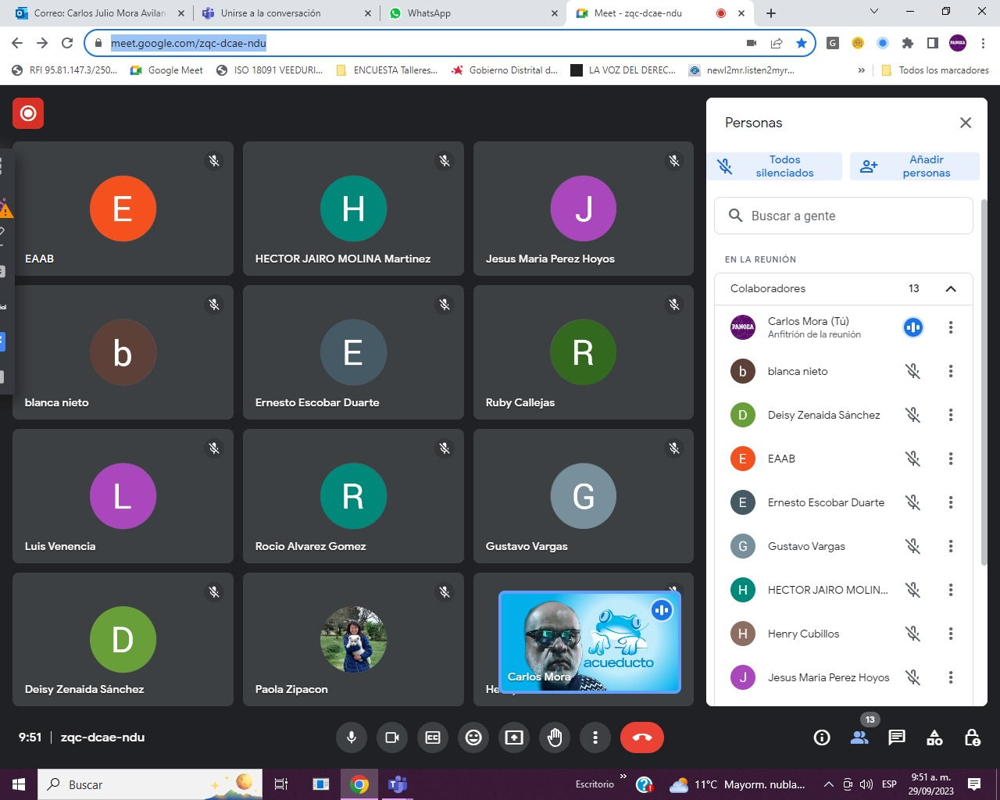 Correo: Carlos Julio Mora Avilan
Unirse a la conversación
WhatsApp
Meet - zqc-dcae-ndu
meet.google.com/zqc-dcae-ndu
G
PANGEA
RFI 95.81.147.3/250...
Google Meet
ISO 18091 VEEDURI...
ENCUESTA Talleres...
Gobierno Distrital d...
LA VOZ DEL DEREC...
newl2mr.listen2myr...
»
Todos los marcadores
E
EAAB
H
HECTOR JAIRO MOLINA Martinez
J
Jesus Maria Perez Hoyos
b
blanca nieto
E
Ernesto Escobar Duarte
R
Ruby Callejas
L
Luis Venencia
R
Rocio Alvarez Gomez
G
Gustavo Vargas
D
Deisy Zenaida Sánchez
Paola Zipacon
acueducto
Carlos Mora
Personas
Todos
silenciados
Añadir
personas
Buscar a gente
EN LA REUNIÓN
Colaboradores 13
PANGEA
Carlos Mora (Tú)
Anfitrión de la reunión
b blanca nieto
D Deisy Zenaida Sánchez
E EAAB
E Ernesto Escobar Duarte
G Gustavo Vargas
H HECTOR JAIRO MOLIN...
H Henry Cubillos
J Jesus Maria Perez Hoyos
9:51 | zqc-dcae-ndu
CC
13
Buscar
Escritorio
»
11°C Mayorm. nubla...
ESP
9:51 a. m.
29/09/2023